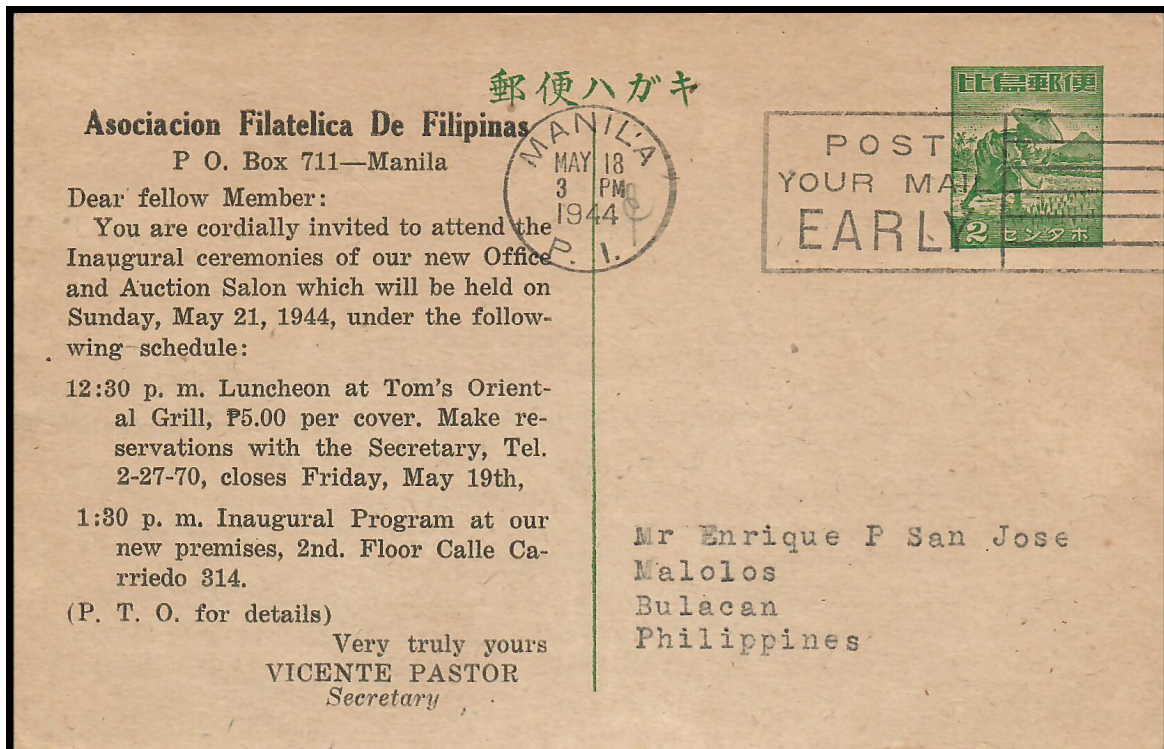 郵便ハガキ
Asociacion Filatelica De Filipinas
P O. Box 711—Manila
Dear fellow Member:
You are cordially invited to attend the
Inaugural ceremonies of our new Office
and Auction Salon which will be held on
Sunday, May 21, 1944, under the follow-
wing schedule:
12:30 p. m. Luncheon at Tom's Orient-
al Grill, ₱5.00 per cover. Make re-
servations with the Secretary, Tel.
2-27-70, closes Friday, May 19th,
1:30 p. m. Inaugural Program at our
new premises, 2nd. Floor Calle Ca-
rriedo 314.
(P. T. O. for details)
Very truly yours
VICENTE PASTOR
Secretary
MANILA
MAY 18
3 PM
1944
P. I.
POST
YOUR MAIL
EARLY
比島郵便
2 センタボ
Mr Enrique P San Jose
Malolos
Bulacan
Philippines